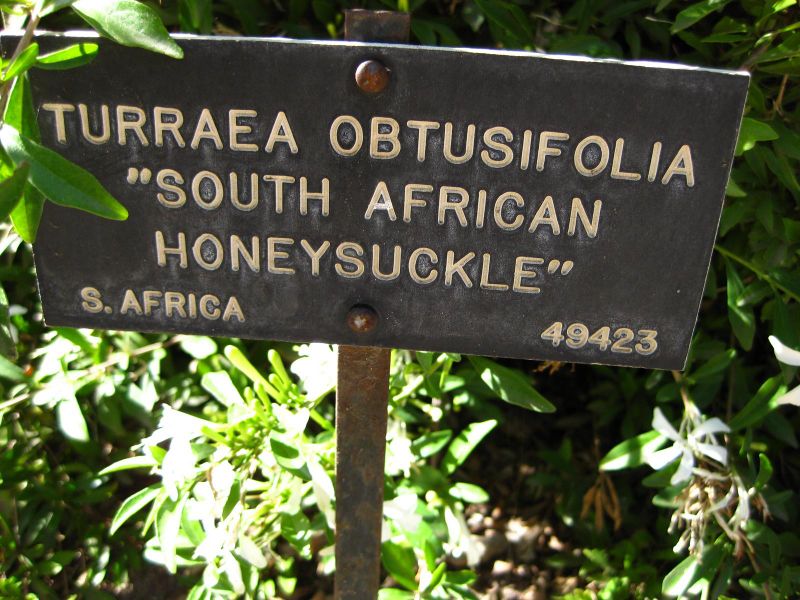 TURRAEA OBTUSIFOLIA
"SOUTH AFRICAN
HONEYSUCKLE"
S. AFRICA 49423